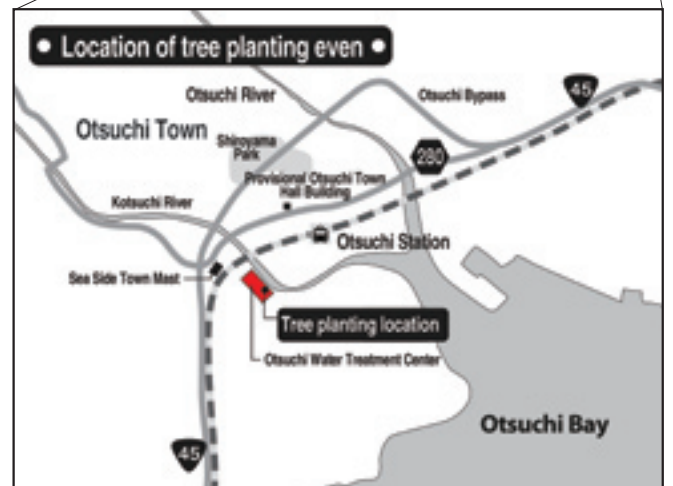 • Location of tree planting even •
45
Otsuchi River
Otsuchi Bypass
Otsuchi Town
Shiroyama
Park
280
Provisional Otsuchi Town
Hall Building
Kotsuchi River
Otsuchi Station
Sea Side Town Mast
Tree planting location
Otsuchi Water Treatment Center
Otsuchi Bay
45